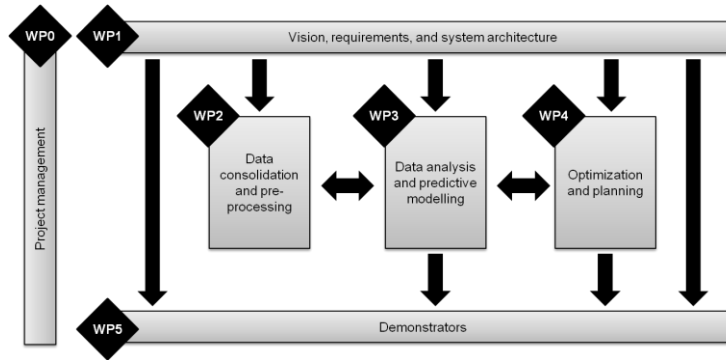 WP0
WP1
Vision, requirements, and system architecture
WP2
WP3
WP4
Data
consolidation
and pre-
processing
Data analysis
and predictive
modelling
Optimization
and planning
Project management
WP5
Demonstrators